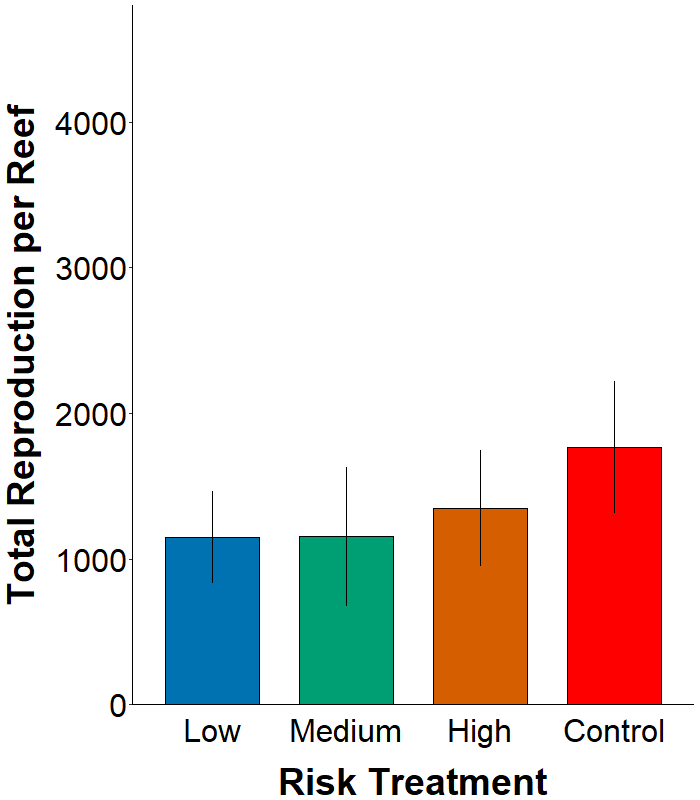 Total Reproduction per Reef
4000
3000
2000
1000
0
Low Medium High Control
Risk Treatment